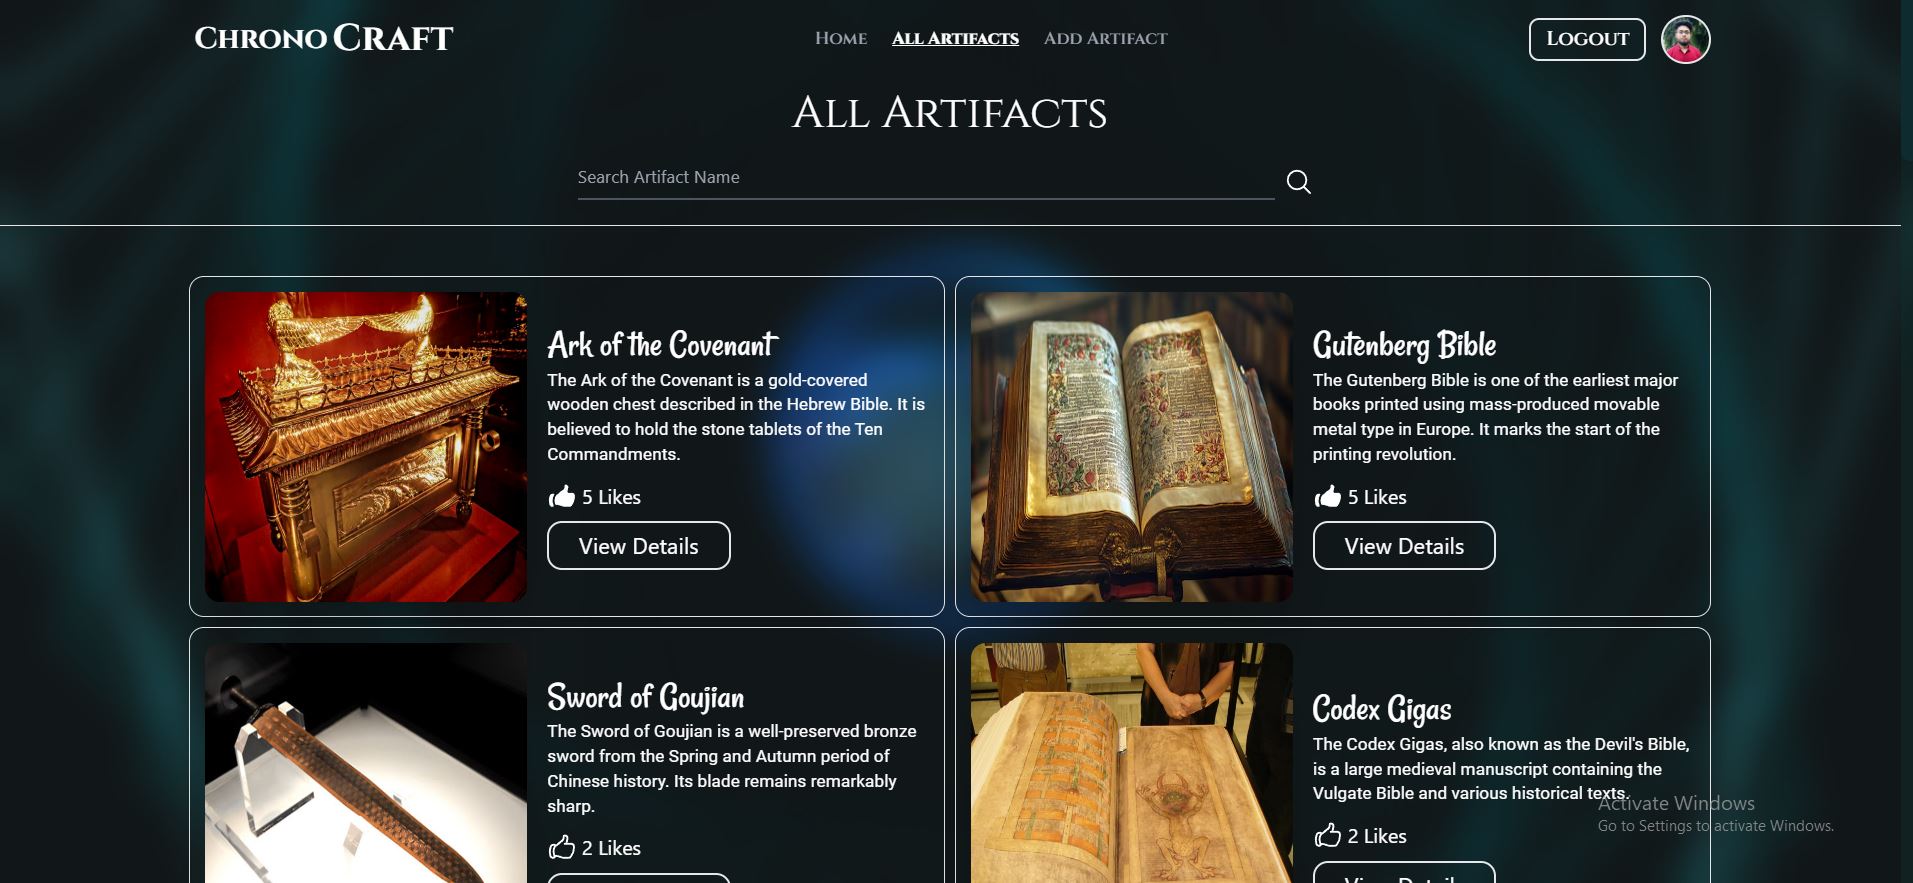 Chrono Craft
Home All Artifacts Add Artifact
Logout
All Artifacts
Search Artifact Name
Ark of the Covenant
The Ark of the Covenant is a gold-covered
wooden chest described in the Hebrew Bible. It is
believed to hold the stone tablets of the Ten
Commandments.
5 Likes
View Details
Gutenberg Bible
The Gutenberg Bible is one of the earliest major
books printed using mass-produced movable
metal type in Europe. It marks the start of the
printing revolution.
5 Likes
View Details
Sword of Goujian
The Sword of Goujian is a well-preserved bronze
sword from the Spring and Autumn period of
Chinese history. Its blade remains remarkably
sharp.
2 Likes
Codex Gigas
The Codex Gigas, also known as the Devil's Bible,
is a large medieval manuscript containing the
Vulgate Bible and various historical texts.
2 Likes
View Details
Activate Windows
Go to Settings to activate Windows.